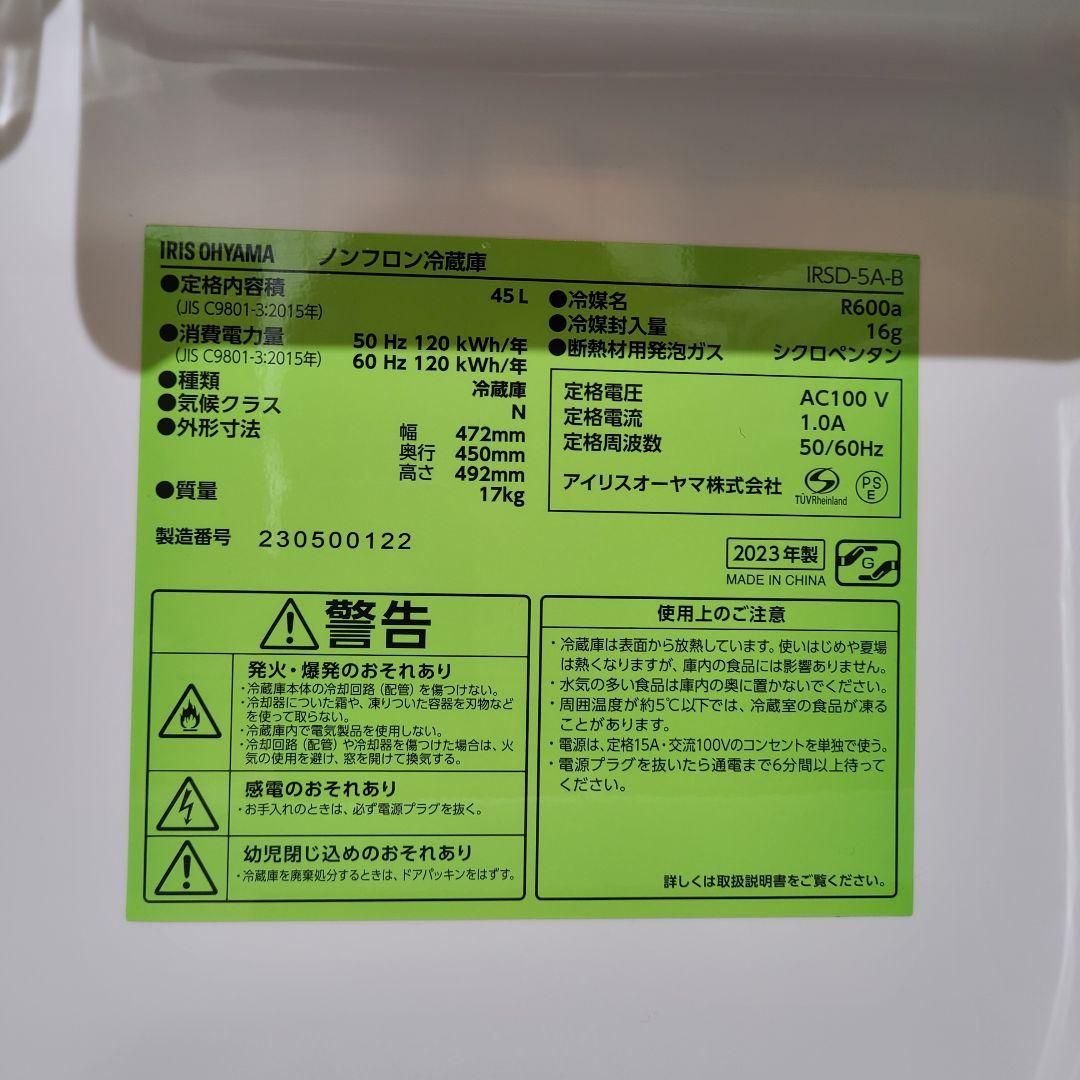 IRIS OHYAMA ノンフロン冷蔵庫 IRSD-5A-B
●定格内容積 45 L
(JIS C9801-3:2015年)
●消費電力量 50 Hz 120 kWh/年
(JIS C9801-3:2015年) 60 Hz 120 kWh/年
●種類 冷蔵庫
●気候クラス N
●外形寸法 幅 472mm
奥行 450mm
高さ 492mm
●質量 17kg
●冷媒名 R600a
●冷媒封入量 16g
●断熱材用発泡ガス シクロペンタン
定格電圧 AC100 V
定格電流 1.0A
定格周波数 50/60Hz
アイリスオーヤマ株式会社 TÜVRheinland PS E
製造番号 230500122
2023年製
MADE IN CHINA
G
警告
発火・爆発のおそれあり
・冷蔵庫本体の冷却回路(配管)を傷つけない。
・冷却器についた霜や、凍りついた容器を刃物など
を使って取らない。
・冷蔵庫内で電気製品を使用しない。
・冷却回路(配管)や冷却器を傷つけた場合は、火
気の使用を避け、窓を開けて換気する。
感電のおそれあり
・お手入れのときは、必ず電源プラグを抜く。
幼児閉じ込めのおそれあり
・冷蔵庫を廃棄処分するときは、ドアパッキンをはずす。
使用上のご注意
・冷蔵庫は表面から放熱しています。使いはじめや夏場
は熱くなりますが、庫内の食品には影響ありません。
・水気の多い食品は庫内の奥に置かないでください。
・周囲温度が約5℃以下では、冷蔵室の食品が凍る
ことがあります。
・電源は、定格15A・交流100Vのコンセントを単独で使う。
・電源プラグを抜いたら通電まで6分間以上待って
ください。
詳しくは取扱説明書をご覧ください。